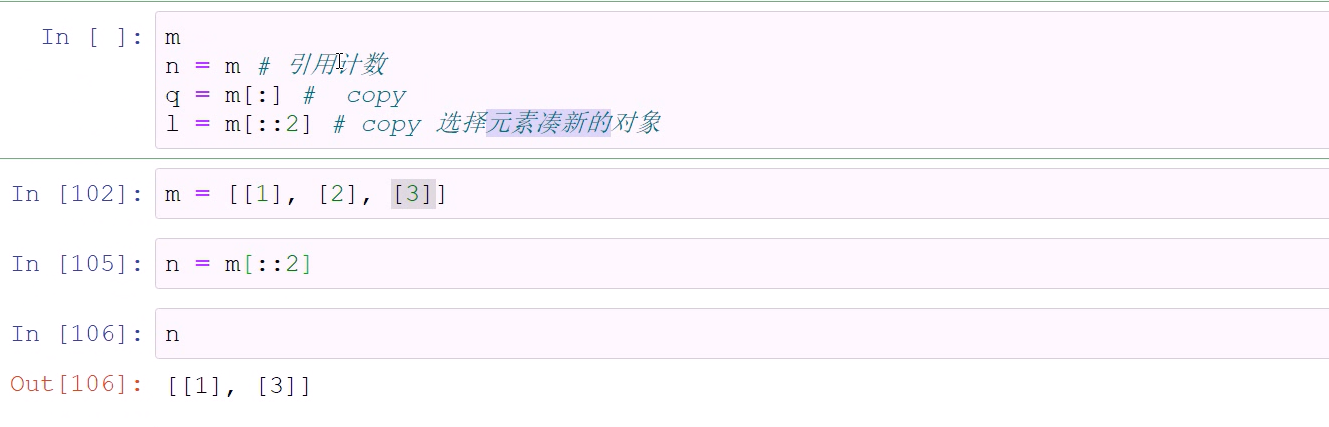 In [ ]: m
n = m # 引用计数
q = m[:] #  copy
l = m[::2] # copy 选择元素凑新的对象
In [102]: m = [[1], [2], [3]]
In [105]: n = m[::2]
In [106]: n
Out[106]: [[1], [3]]